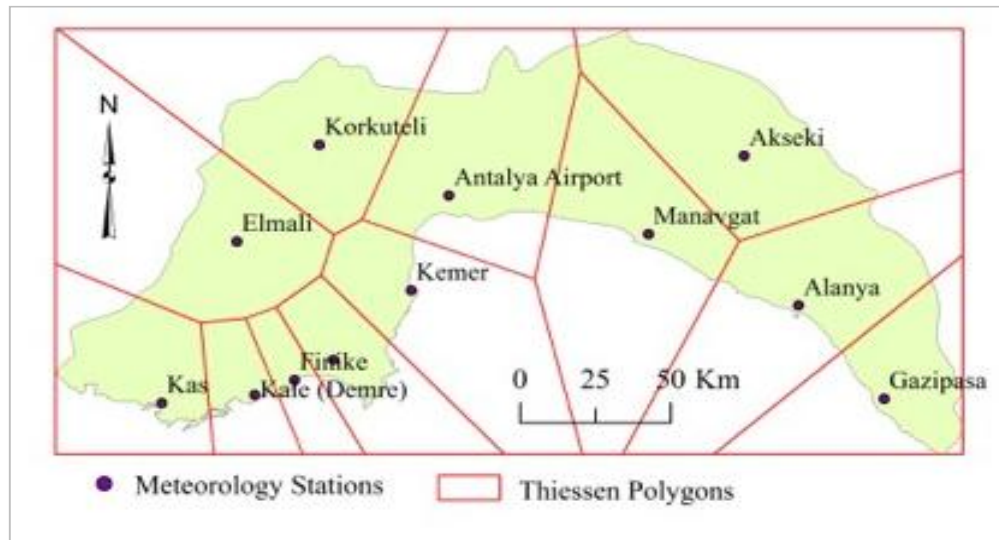 N
Korkuteli
Akseki
Antalya Airport
Manavgat
Elmali
Kemer
Alanya
Finike
Kas
Kale (Demre)
0 25 50 Km
Gazipasa
Meteorology Stations
Thiessen Polygons